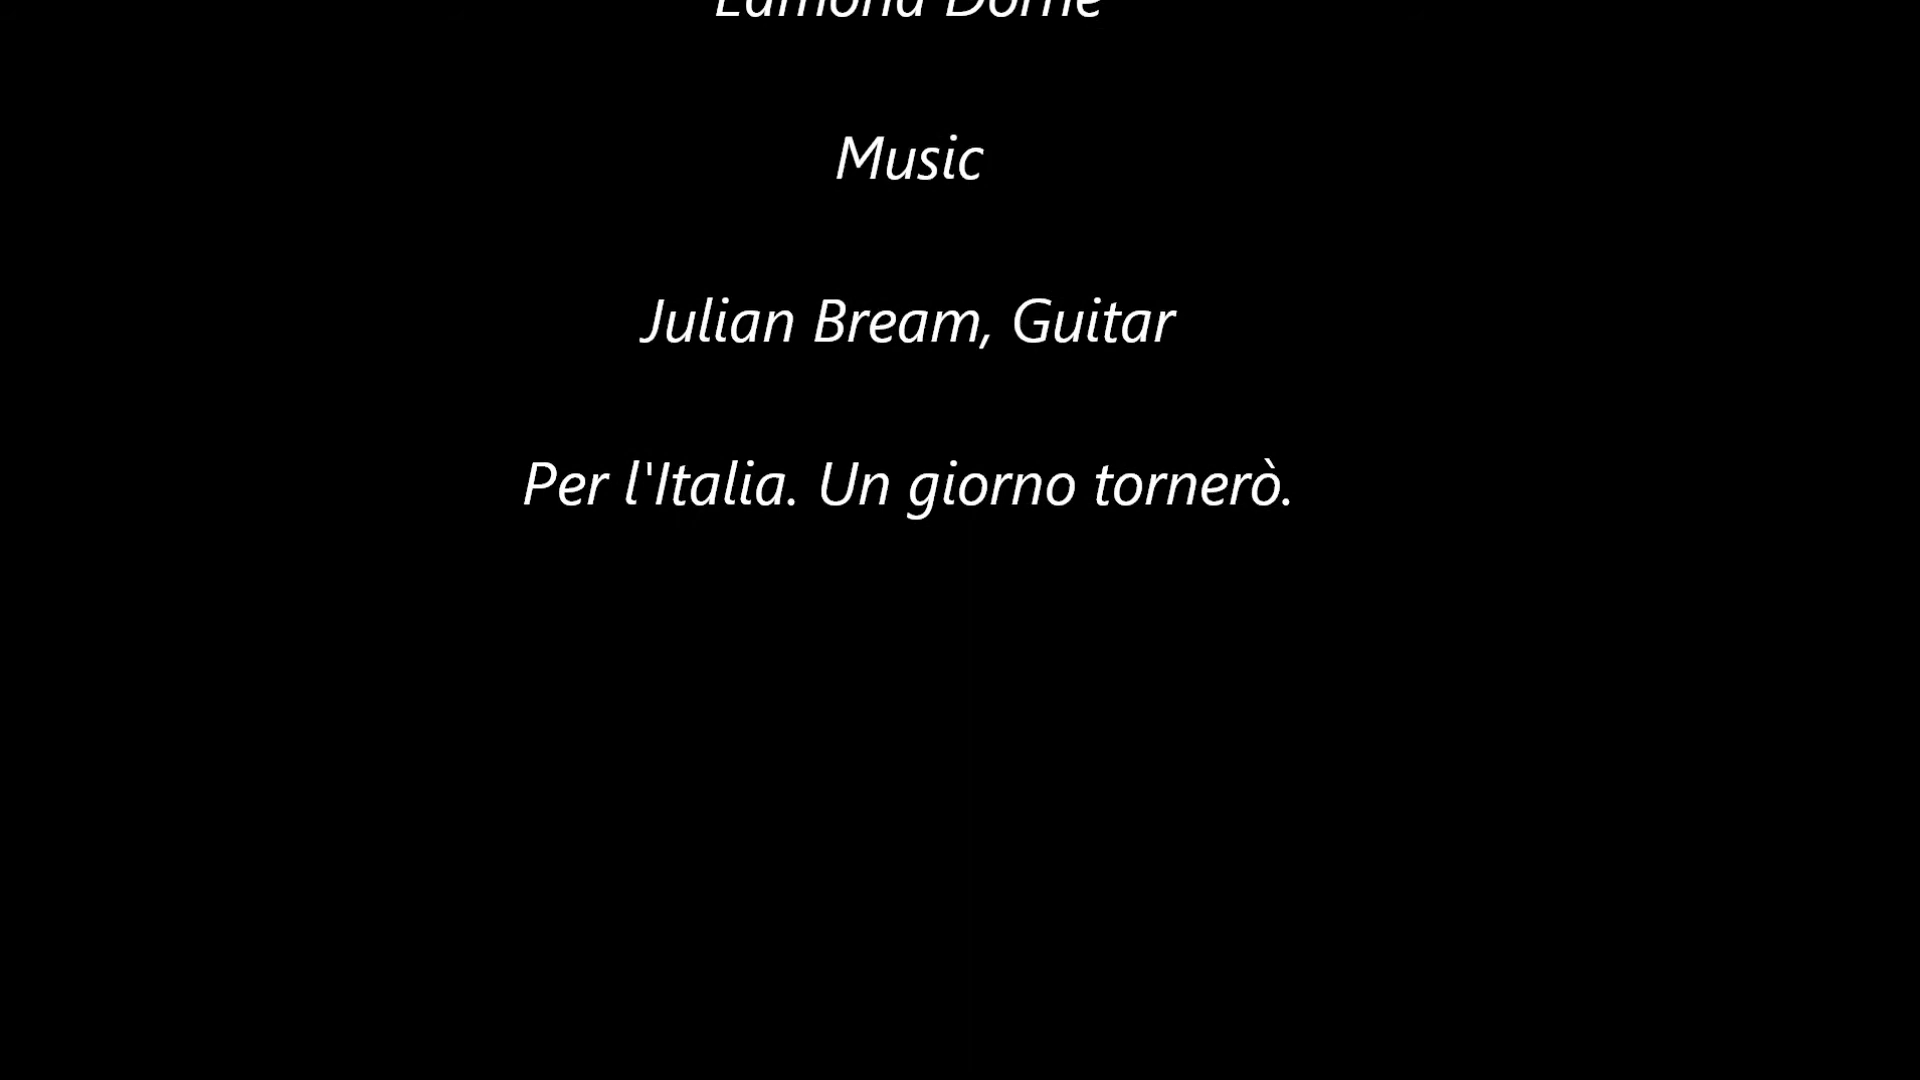 Music
Julian Bream, Guitar
Per l'Italia. Un giorno tornerò.